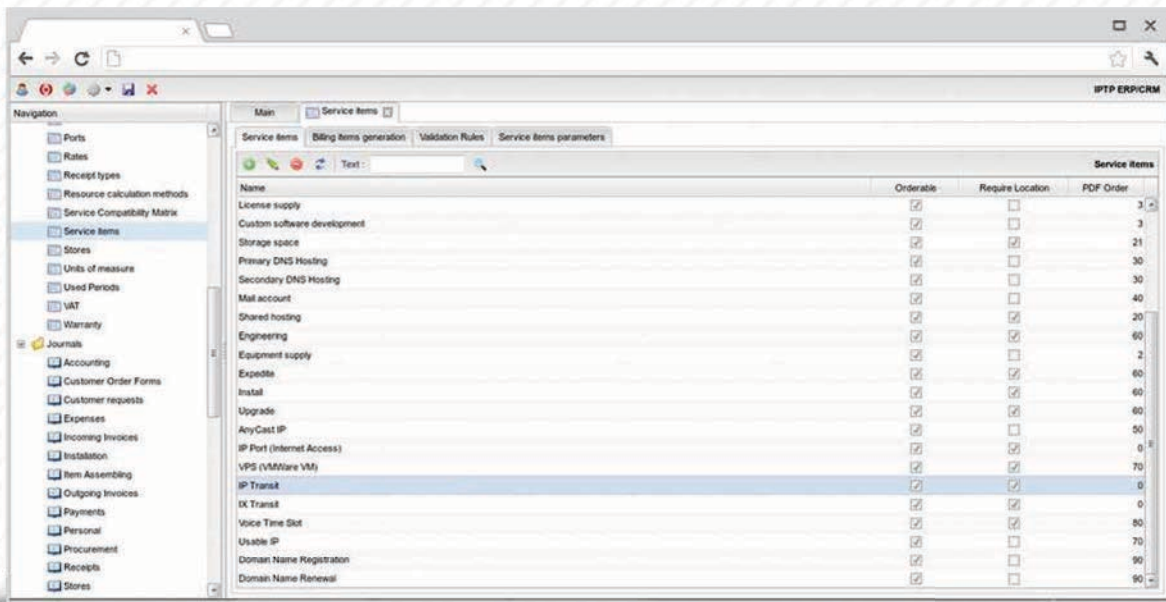 IPTP ERP/CRM
Navigation
Main Service items
Ports
Rates
Receipt types
Resource calculation methods
Service Compatibility Matrix
Service items
Stores
Units of measure
Used Periods
VAT
Warranty
Journals
Accounting
Customer Order Forms
Customer requests
Expenses
Incoming Invoices
Installation
Item Assembling
Outgoing Invoices
Payments
Personal
Procurement
Receipts
Stores
Service items Billing items generation Validation Rules Service items parameters
Text: Service items
Name Orderable Require Location PDF Order
License supply 3
Custom software development 3
Storage space 21
Primary DNS Hosting 30
Secondary DNS Hosting 30
Mail account 40
Shared hosting 20
Engineering 60
Equipment supply 2
Expedite 60
Install 60
Upgrade 60
AnyCast IP 50
IP Port (Internet Access) 0
VPS (VMWare VM) 70
IP Transit 0
IX Transit 0
Voice Time Slot 80
Usable IP 70
Domain Name Registration 90
Domain Name Renewal 90